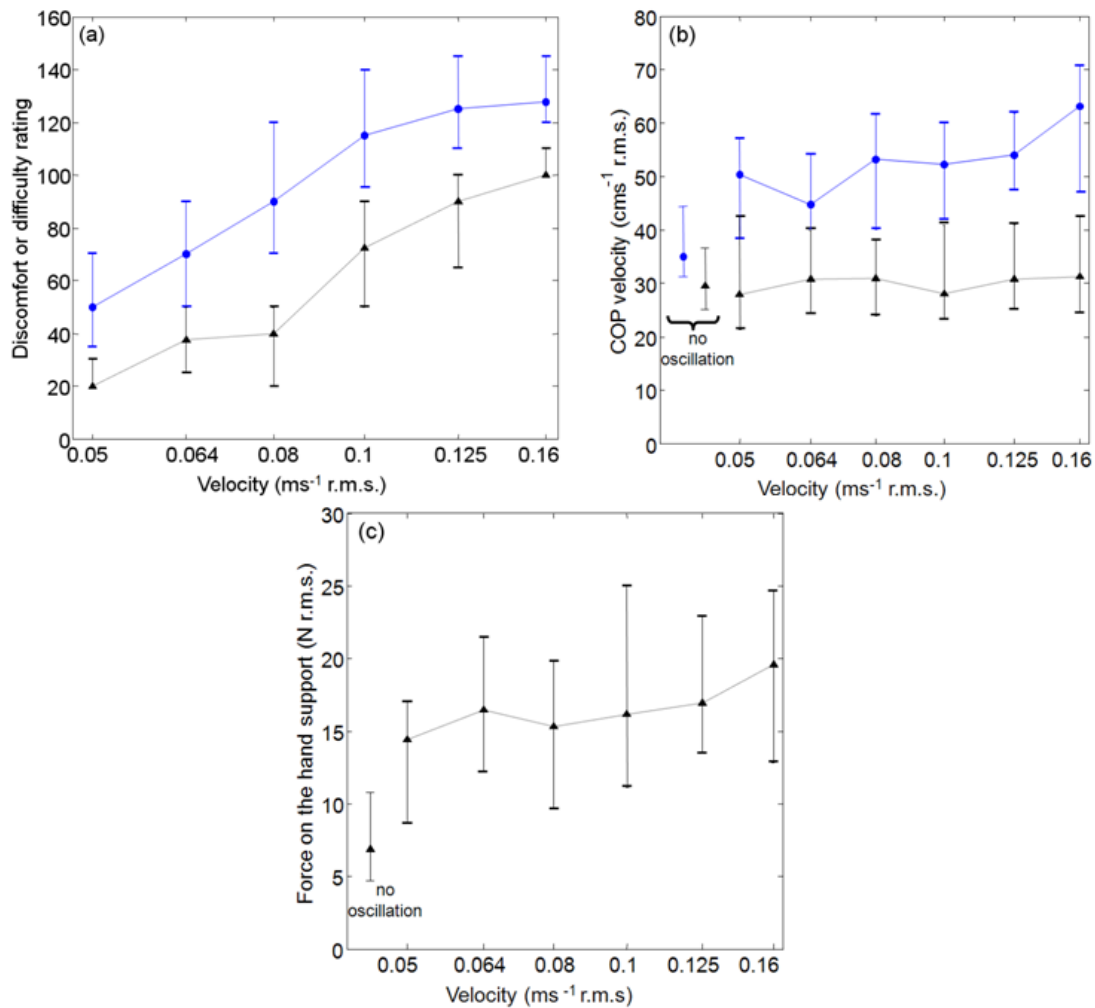 (a)
Discomfort or difficulty rating
160
140
120
100
80
60
40
20
0
0.05 0.064 0.08 0.1 0.125 0.16
Velocity (ms⁻¹ r.m.s.)
(b)
COP velocity (cms⁻¹ r.m.s.)
80
70
60
50
40
30
20
10
0
no
oscillation
0.05 0.064 0.08 0.1 0.125 0.16
Velocity (ms⁻¹ r.m.s.)
(c)
Force on the hand support (N r.m.s.)
30
25
20
15
10
5
0
no
oscillation
0.05 0.064 0.08 0.1 0.125 0.16
Velocity (ms⁻¹ r.m.s)